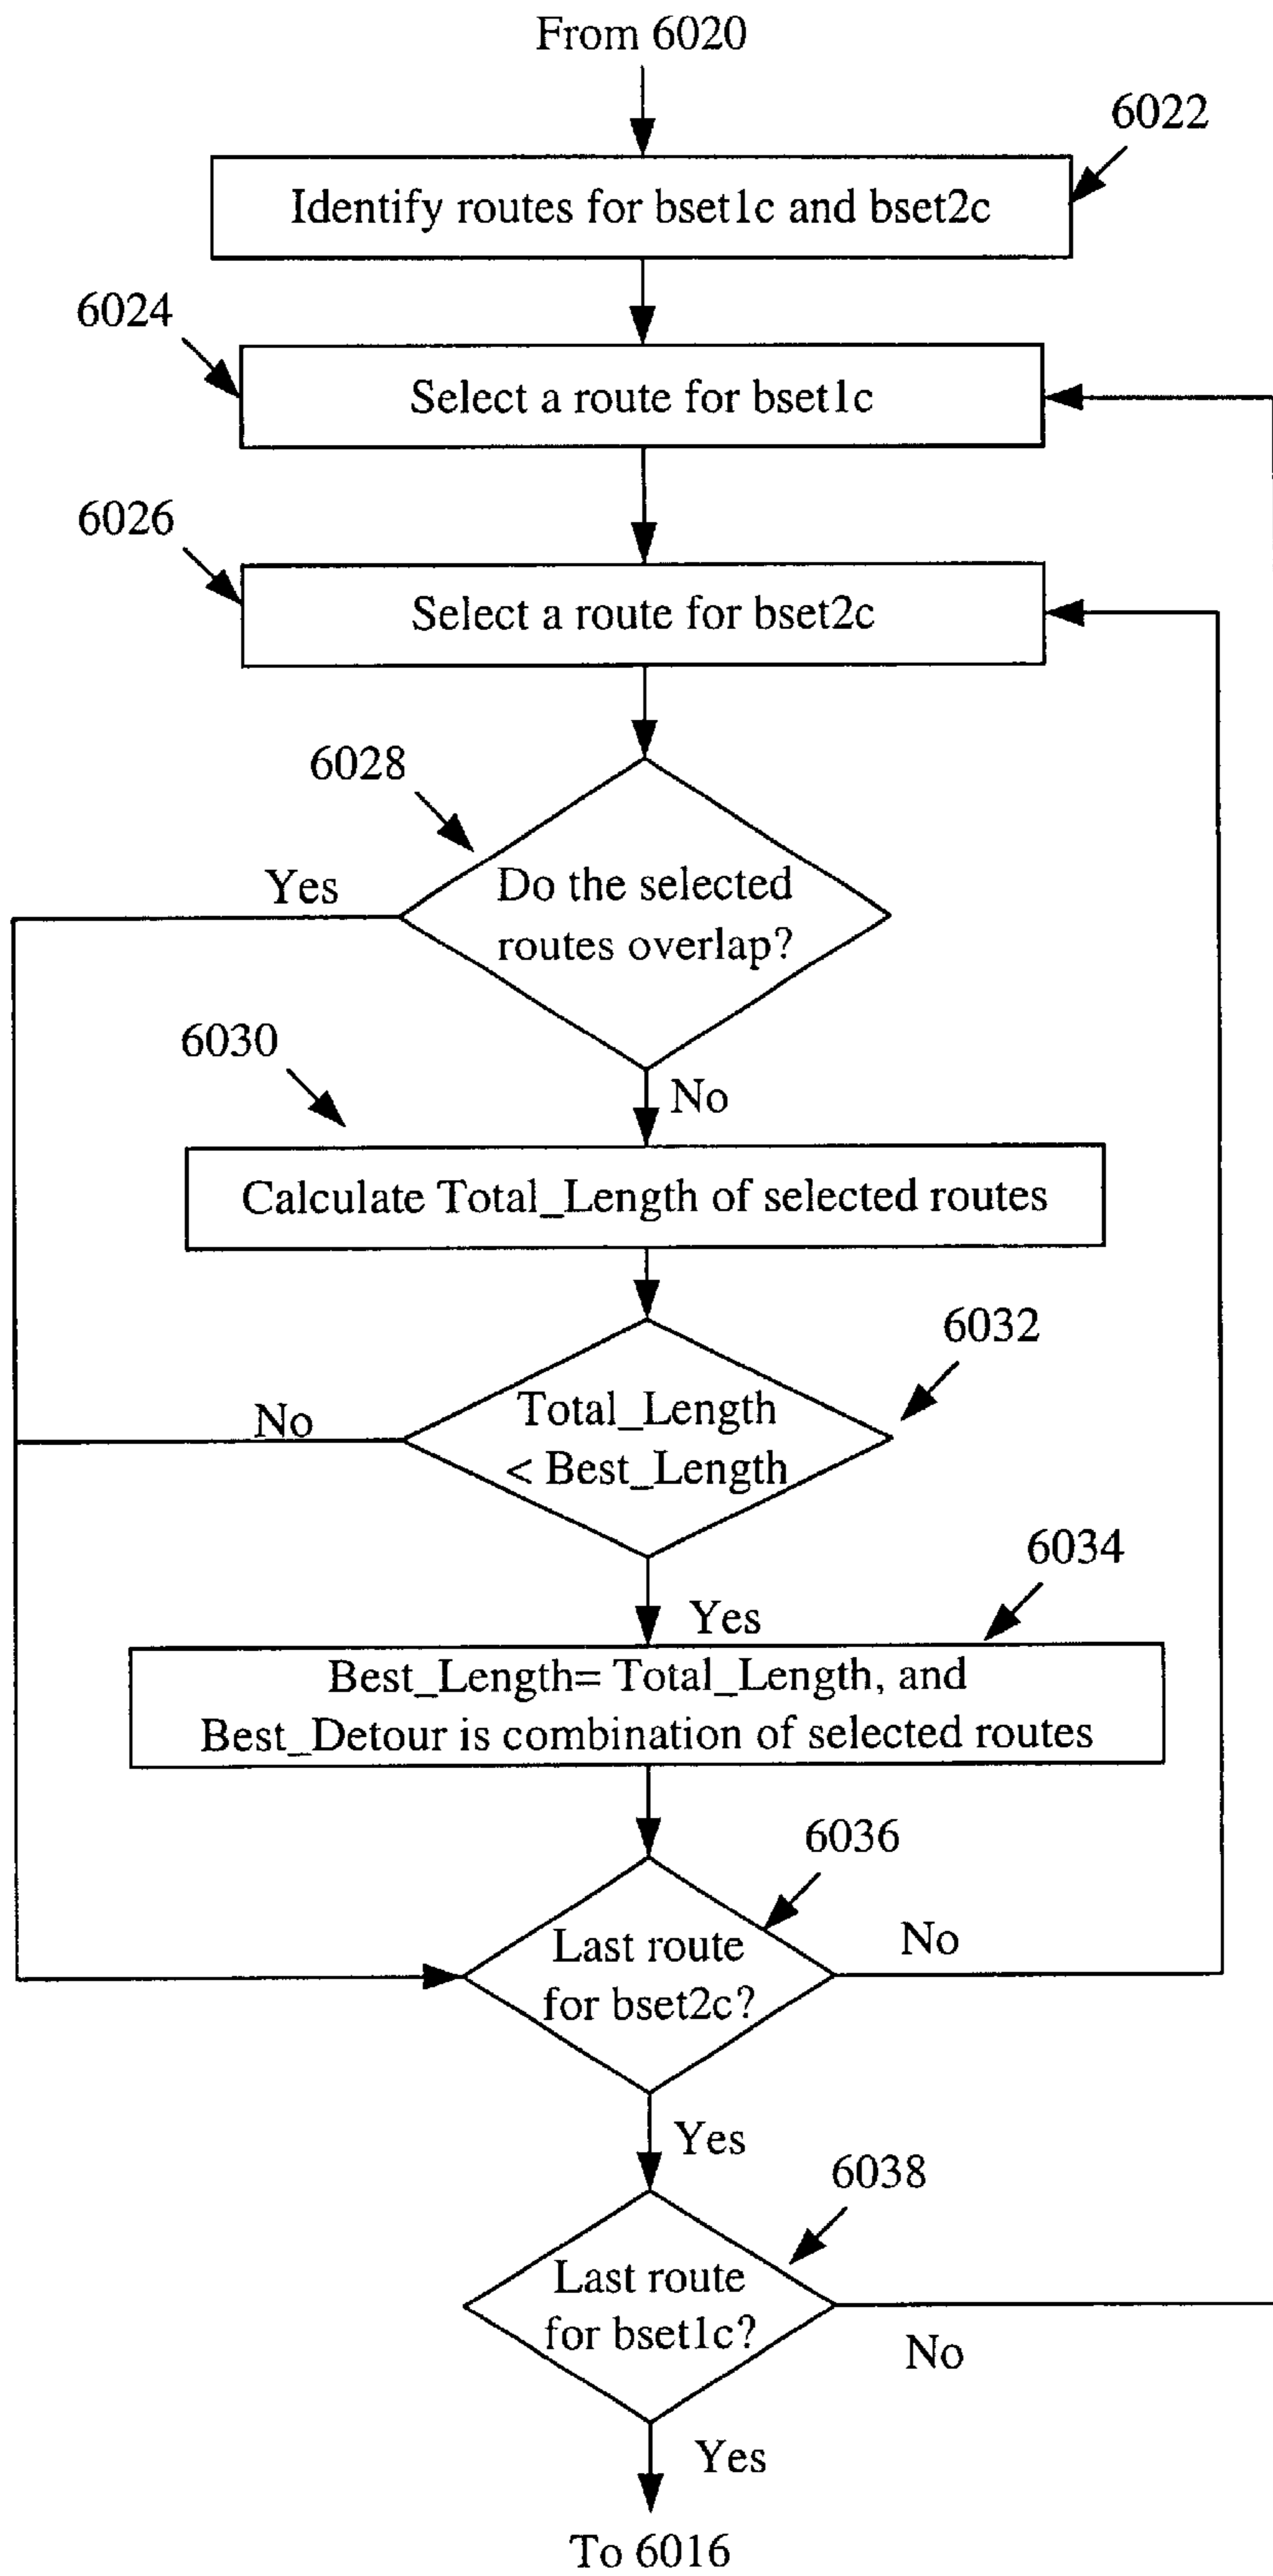 From 6020
6022
Identify routes for bset1c and bset2c
6024
Select a route for bset1c
6026
Select a route for bset2c
6028
Yes
Do the selected
routes overlap?
6030
No
Calculate Total_Length of selected routes
6032
No
Total_Length
< Best_Length
6034
Yes
Best_Length= Total_Length, and
Best_Detour is combination of selected routes
6036
Last route
for bset2c?
No
Yes
6038
Last route
for bset1c?
No
Yes
To 6016